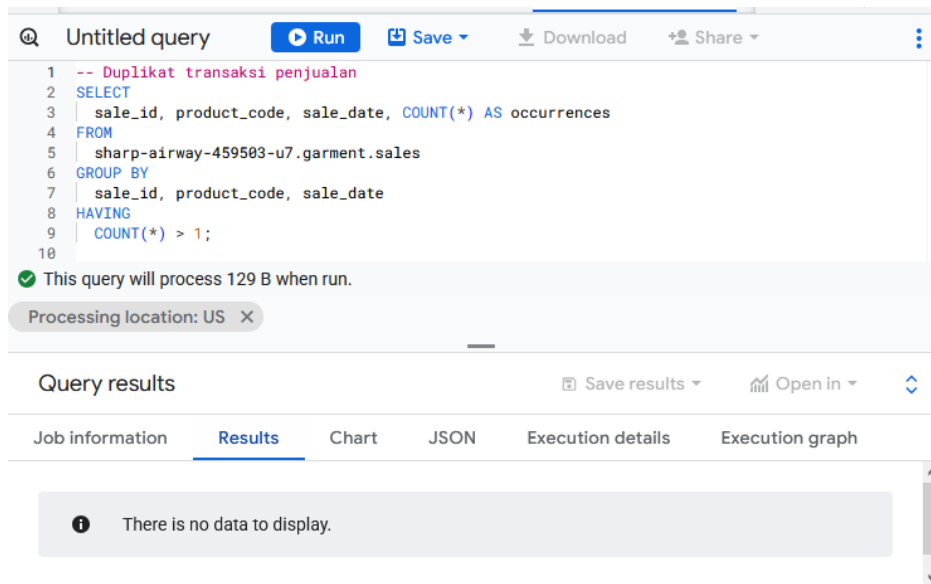 Untitled query Run Save Download Share
1 -- Duplikat transaksi penjualan
2 SELECT
3 sale_id, product_code, sale_date, COUNT(*) AS occurrences
4 FROM
5 sharp-airway-459503-u7.garment.sales
6 GROUP BY
7 sale_id, product_code, sale_date
8 HAVING
9 COUNT(*) > 1;
10
This query will process 129 B when run.
Processing location: US
Query results Save results Open in
Job information Results Chart JSON Execution details Execution graph
There is no data to display.